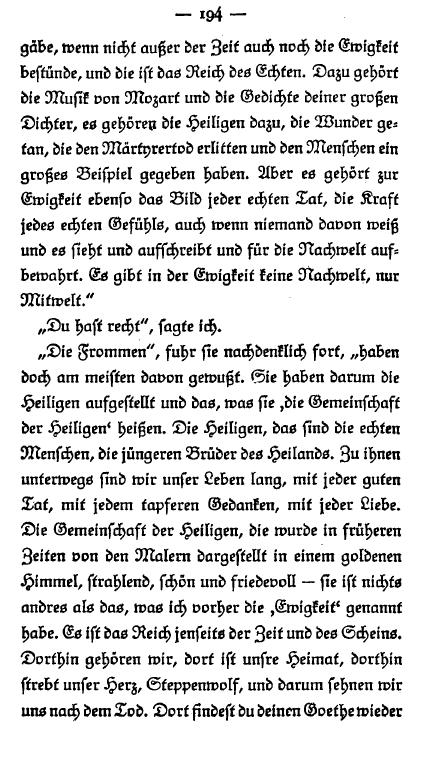 — 194 —
gäbe, wenn nicht außer der Zeit auch noch die Ewigkeit
bestünde, und die ist das Reich des Echten. Dazu gehört
die Musik von Mozart und die Gedichte deiner großen
Dichter, es gehören die Heiligen dazu, die Wunder ge-
tan, die den Märtyrertod erlitten und den Menschen ein
großes Beispiel gegeben haben. Aber es gehört zur
Ewigkeit ebenso das Bild jeder echten Tat, die Kraft
jedes echten Gefühls, auch wenn niemand davon weiß
und es sieht und aufschreibt und für die Nachwelt auf-
bewahrt. Es gibt in der Ewigkeit keine Nachwelt, nur
Mitwelt.“
„Du hast recht“, sagte ich.
„Die Frommen“, fuhr sie nachdenklich fort, „haben
doch am meisten davon gewußt. Sie haben darum die
Heiligen aufgestellt und das, was sie ‚die Gemeinschaft
der Heiligen‘ heißen. Die Heiligen, das sind die echten
Menschen, die jüngeren Brüder des Heilands. Zu ihnen
unterwegs sind wir unser Leben lang, mit jeder guten
Tat, mit jedem tapferen Gedanken, mit jeder Liebe.
Die Gemeinschaft der Heiligen, die wurde in früheren
Zeiten von den Malern dargestellt in einem goldenen
Himmel, strahlend, schön und friedevoll — sie ist nichts
andres als das, was ich vorher die ‚Ewigkeit‘ genannt
habe. Es ist das Reich jenseits der Zeit und des Scheins.
Dorthin gehören wir, dort ist unsre Heimat, dorthin
strebt unser Herz, Steppenwolf, und darum sehnen wir
uns nach dem Tod. Dort findest du deinen Goethe wieder